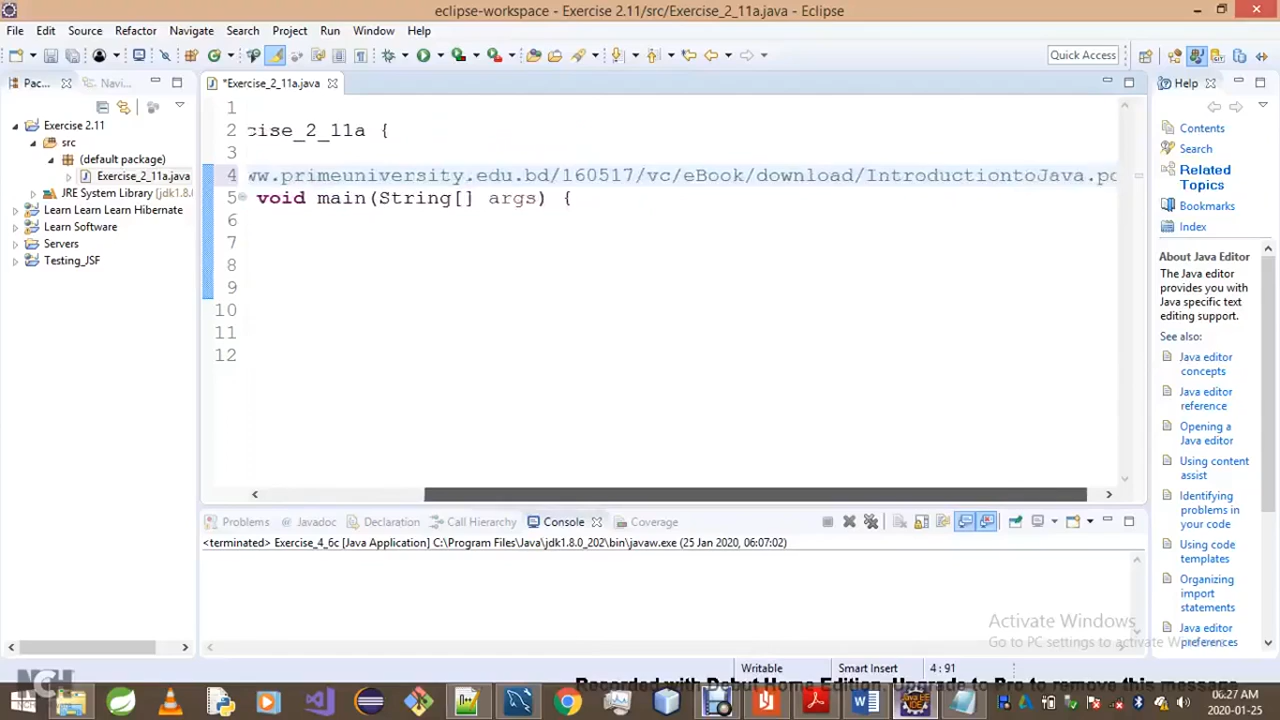 eclipse-workspace - Exercise 2.11/src/Exercise_2_11a.java - Eclipse
File Edit Source Refactor Navigate Search Project Run Window Help
Quick Access
Pac... Navi... *Exercise_2_11a.java Help
Exercise 2.11
src
(default package)
Exercise_2_11a.java
JRE System Library [jdk1.8.0
Learn Learn Learn Hibernate
Learn Software
Servers
Testing_JSF
1
2 cise_2_11a {
3
4 ww.primeuniversity.edu.bd/160517/vc/eBook/download/IntroductiontoJava.pd
5 void main(String[] args) {
6
7
8
9
10
11
12
Contents
Search
Related Topics
Bookmarks
Index
About Java Editor
The Java editor
provides you with
Java specific text
editing support.
See also:
Java editor
concepts
Java editor
reference
Opening a
Java editor
Using content
assist
Identifying
problems in
your code
Using code
templates
Organizing
import
statements
Java editor
preferences
Problems Javadoc Declaration Call Hierarchy Console Coverage
<terminated> Exercise_4_6c [Java Application] C:\Program Files\Java\jdk1.8.0_202\bin\javaw.exe (25 Jan 2020, 06:07:02)
Activate Windows
Go to PC settings to activate Windows.
Writable Smart Insert 4 : 91
Recorded with Debut Home Edition. Upgrade to Pro to remove this message
NCH
06:27 AM
2020-01-25